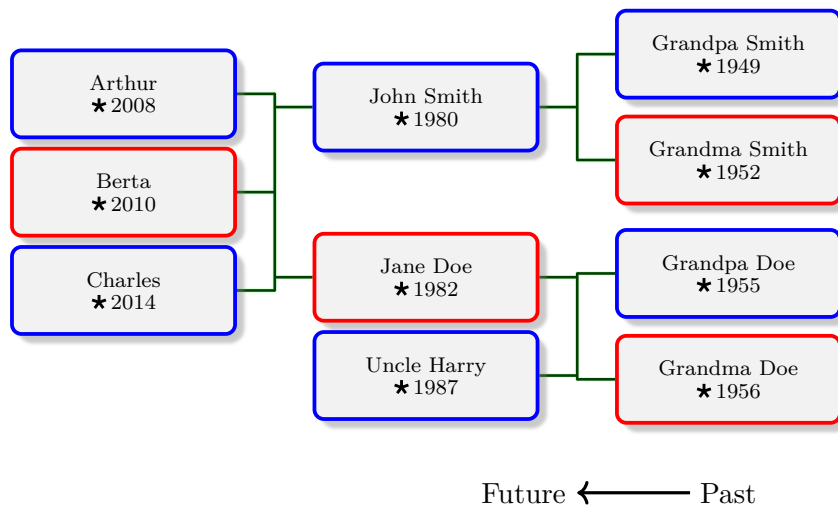 Arthur
★2008
Berta
★2010
Charles
★2014
John Smith
★1980
Jane Doe
★1982
Uncle Harry
★1987
Grandpa Smith
★1949
Grandma Smith
★1952
Grandpa Doe
★1955
Grandma Doe
★1956
Future ← Past